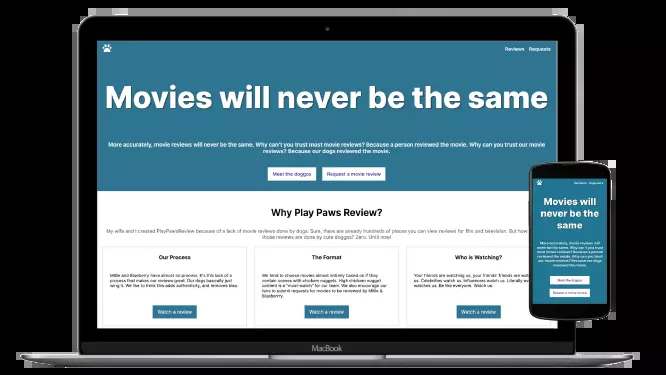 Reviews Requests
Movies will never be the same
More accurately, movie reviews will never be the same. Why can't you trust most movie reviews? Because a person reviewed the movie. Why can you trust our movie
reviews? Because our dogs reviewed the movie.
Meet the doggos
Request a movie review
Why Play Paws Review?
My wife and I created PlayPawsReview because of a lack of movie reviews done by dogs. Sure, there are already hundreds of places you can view reviews for film and television. But how
those reviews are done by cute doggos? Zero. Until now!
Our Process
Millie and Blueberry have almost no process. It's this lack of
a process that makes our reviews great. Our dogs basically just
wing it. We like to think this adds authenticity, and removes bias.
Watch a review
The Format
We tend to choose movies almost entirely based on if they
contain scenes with chicken nuggets. High chicken nugget
content is a "must-watch" for our team. We also encourage our
fans to submit requests for movies to be reviewed by Millie &
Blueberry.
Watch a review
Who is Watching?
Your friends are watching us, your friends' friends are wat
us. Celebrities watch us. Influencers watch us. Literally ev
watches us. Be like everyone. Watch us.
Watch a review
MacBook
Reviews Requests
Movies will
never be the
same
More accurately, movie reviews will
never be the same. Why can't you trust
most movie reviews? Because a person
reviewed the movie. Why can you trust
our movie reviews? Because our dogs
reviewed the movie.
Meet the doggos
Request a movie review